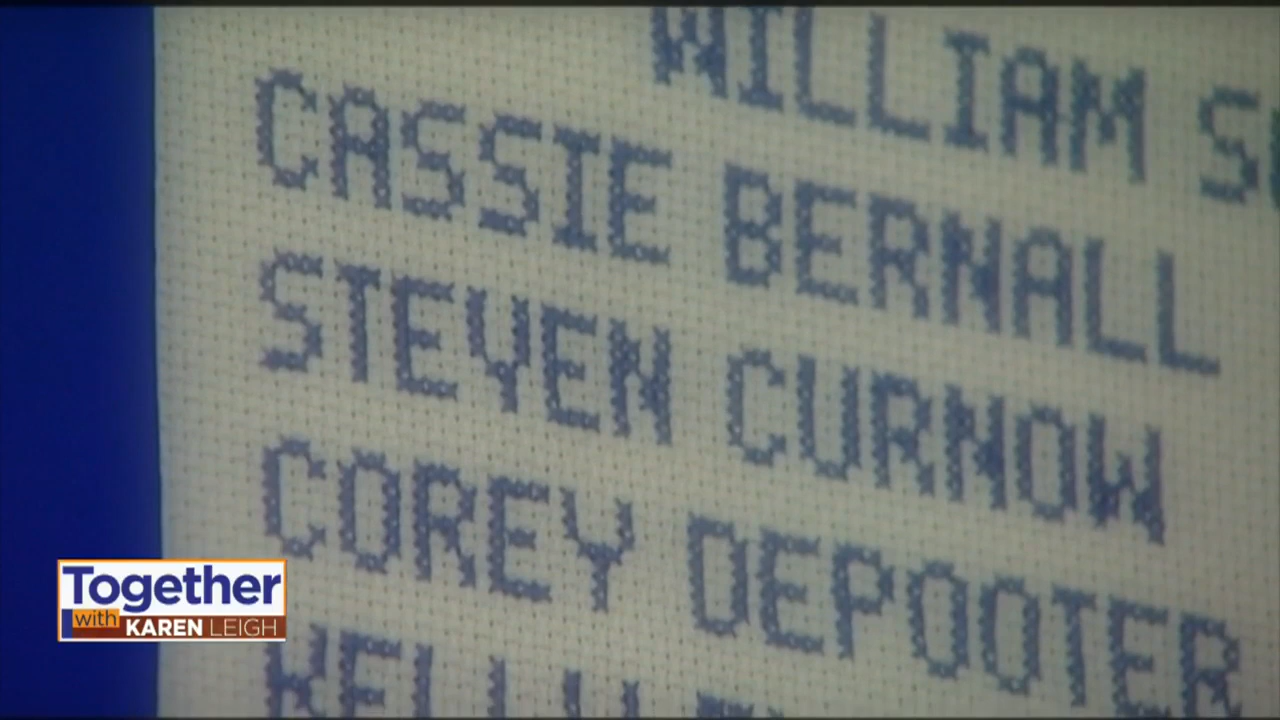 WILLIAM
CASSIE BERNALL
STEVEN CURNOW
COREY DEPOOTER
Together
with KAREN LEIGH